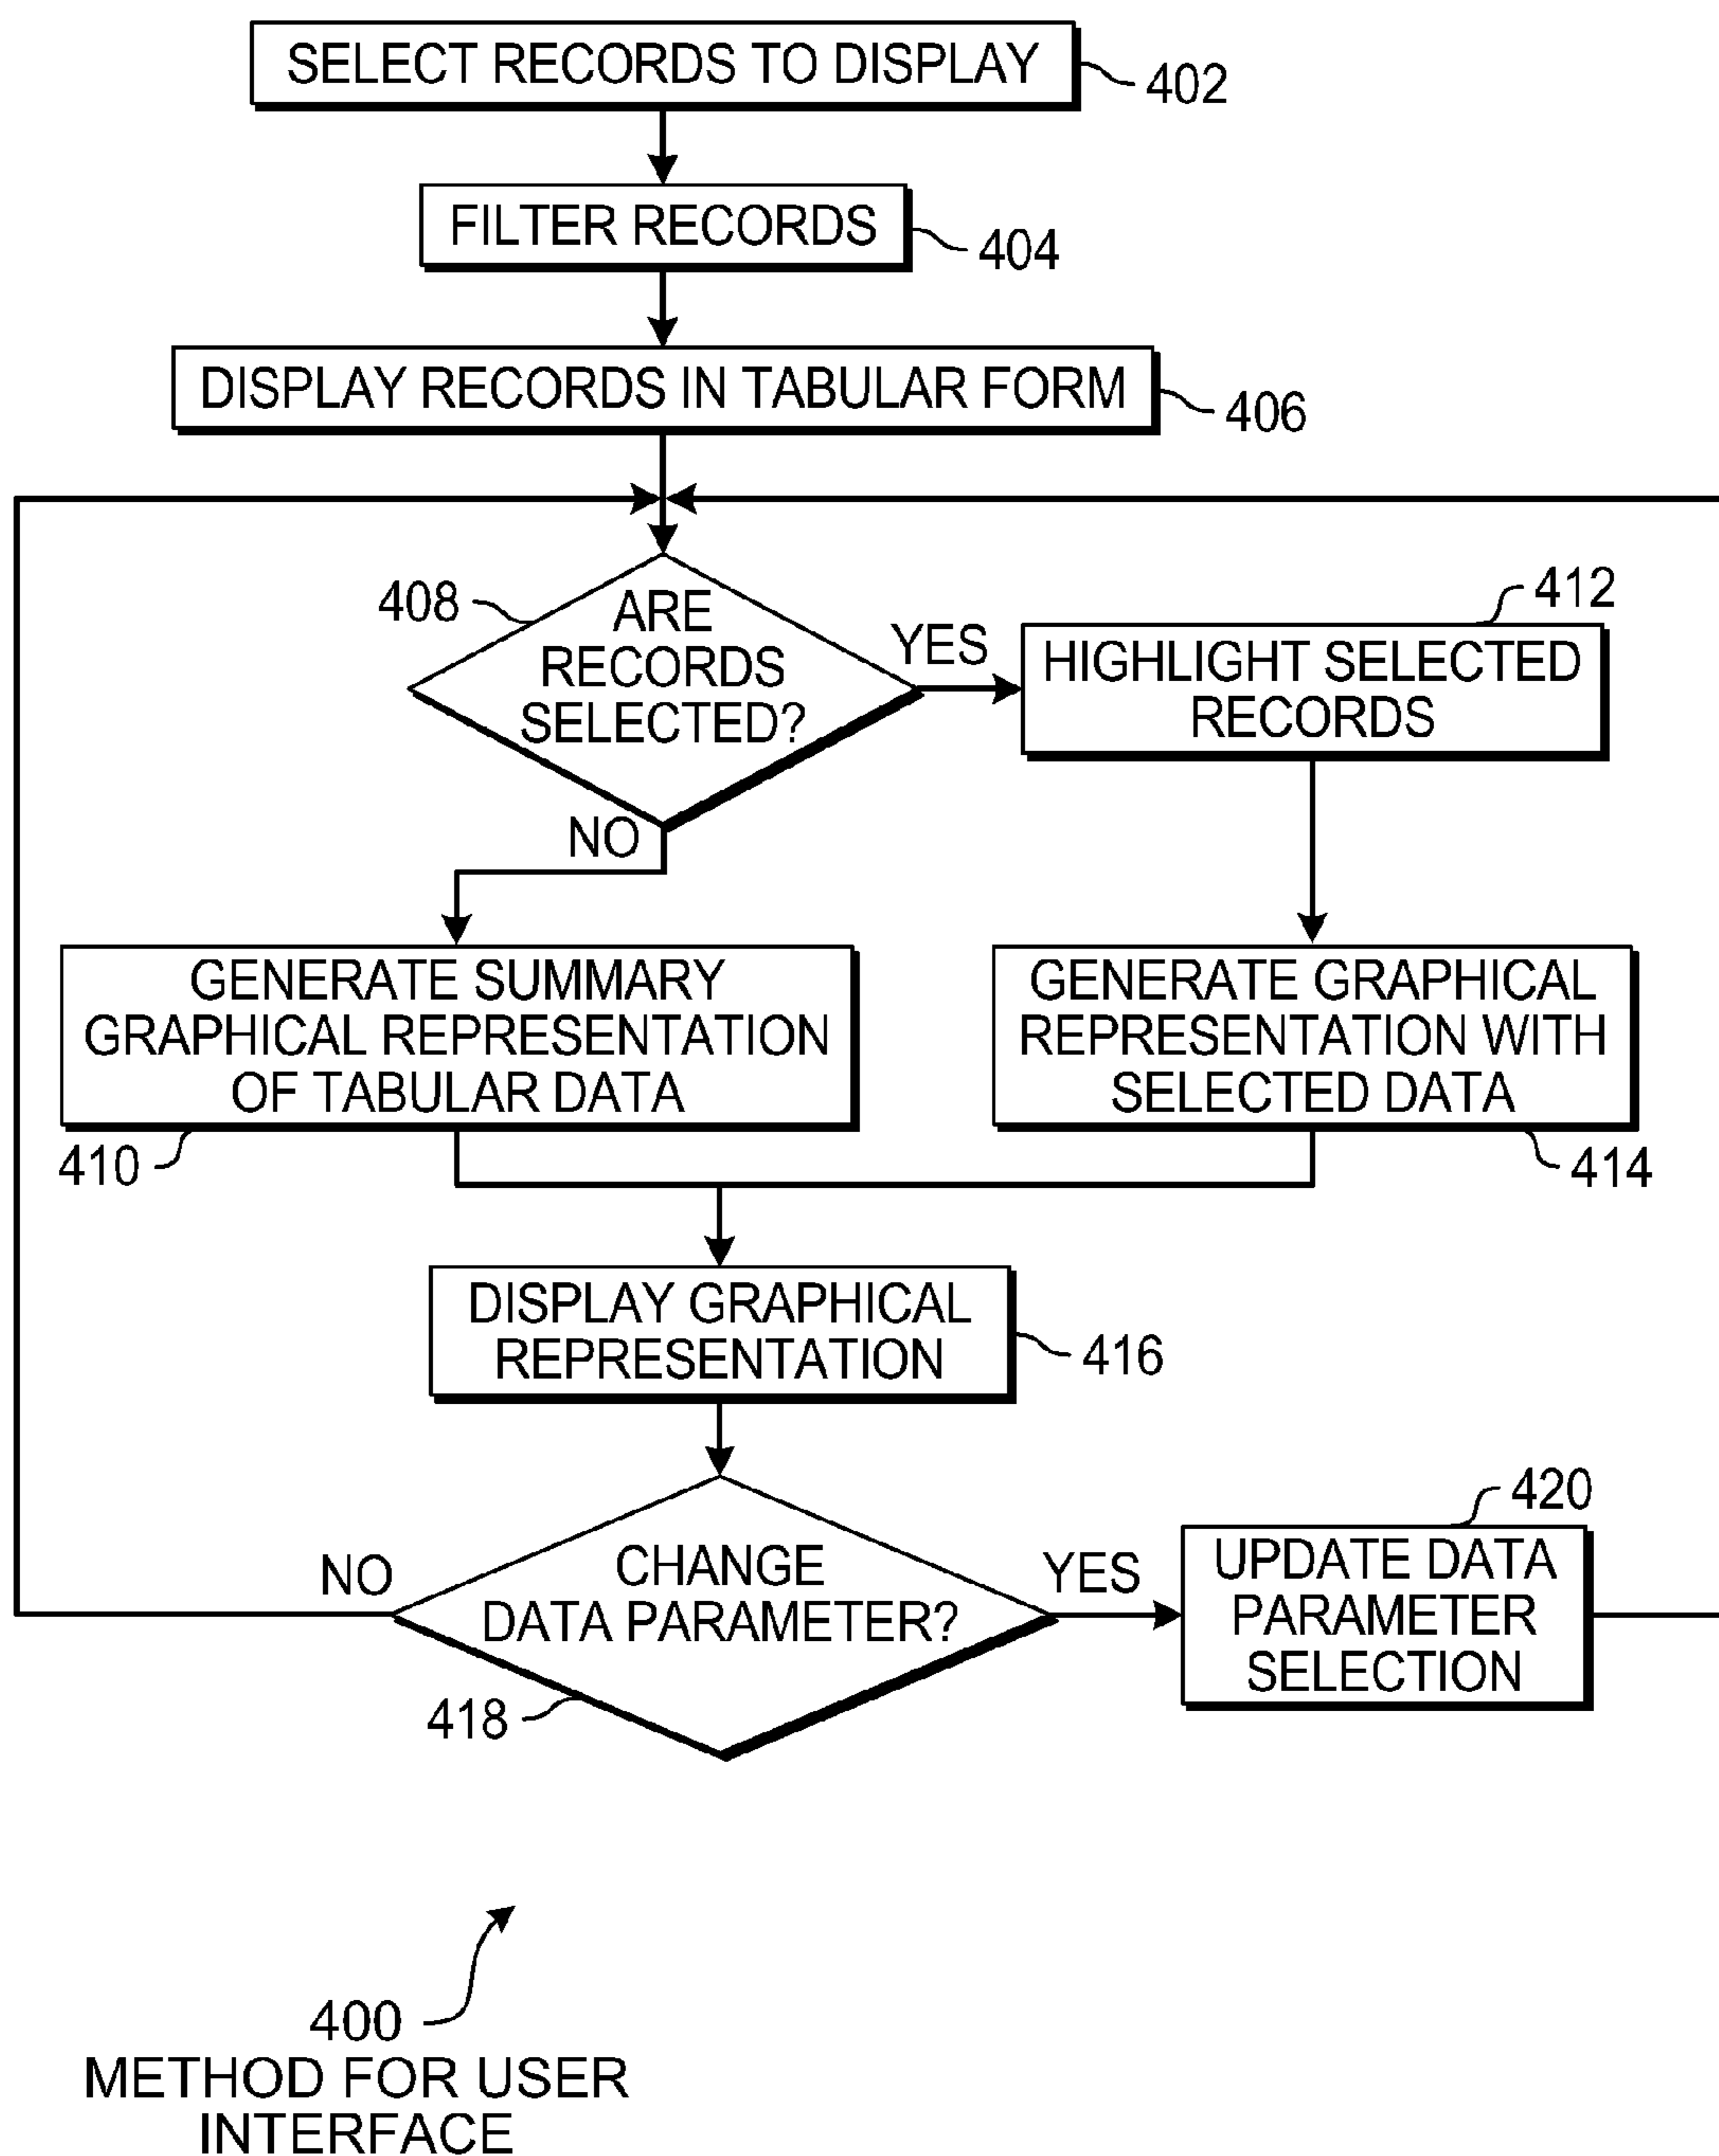 SELECT RECORDS TO DISPLAY
402
FILTER RECORDS
404
DISPLAY RECORDS IN TABULAR FORM
406
408
ARE
RECORDS
SELECTED?
YES
NO
412
HIGHLIGHT SELECTED
RECORDS
GENERATE SUMMARY
GRAPHICAL REPRESENTATION
OF TABULAR DATA
410
GENERATE GRAPHICAL
REPRESENTATION WITH
SELECTED DATA
414
DISPLAY GRAPHICAL
REPRESENTATION
416
NO
CHANGE
DATA PARAMETER?
YES
418
420
UPDATE DATA
PARAMETER
SELECTION
400
METHOD FOR USER
INTERFACE